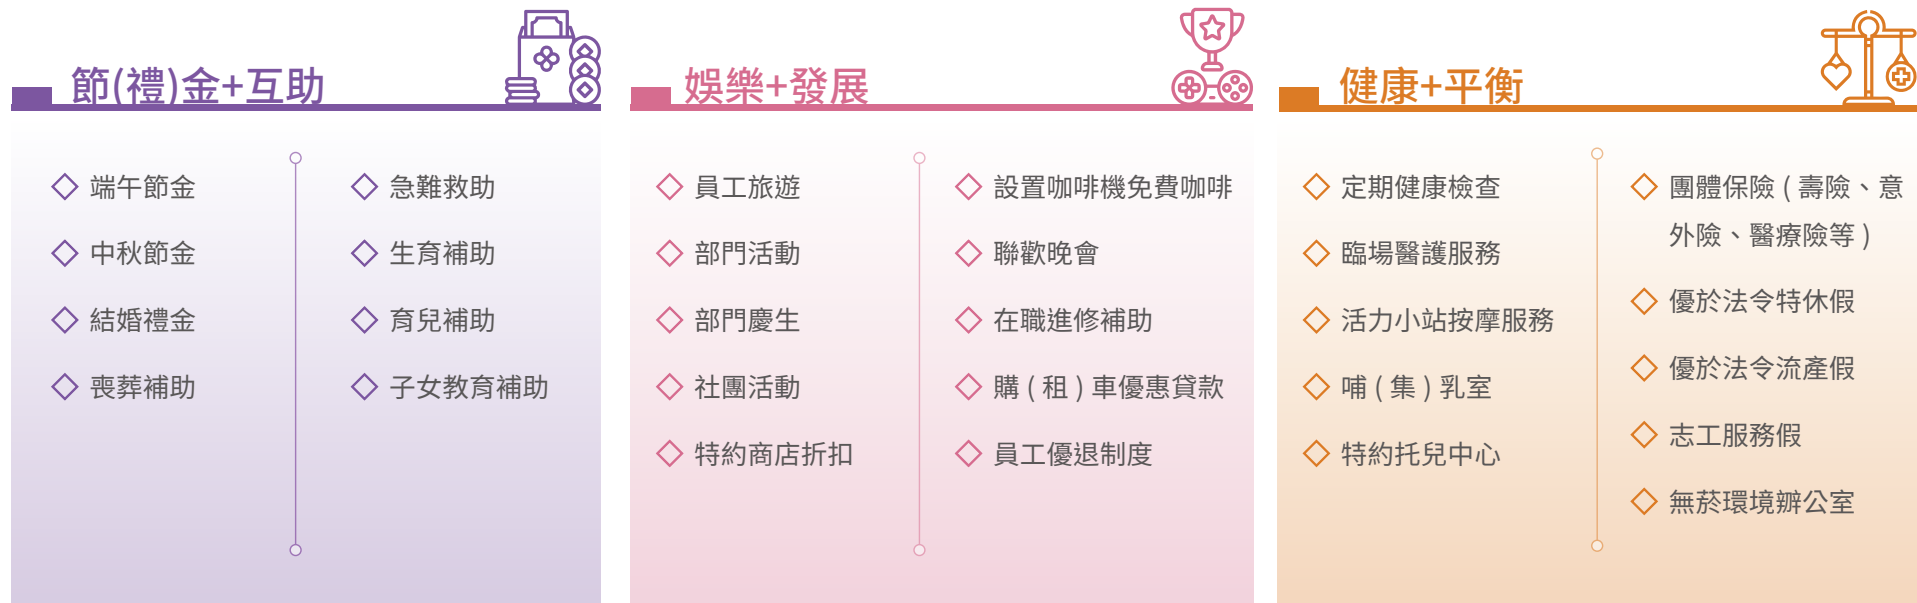 節(禮)金+互助
端午節金
中秋節金
結婚禮金
喪葬補助
急難救助
生育補助
育兒補助
子女教育補助
娛樂+發展
員工旅遊
部門活動
部門慶生
社團活動
特約商店折扣
設置咖啡機免費咖啡
聯歡晚會
在職進修補助
購 ( 租 ) 車優惠貸款
員工優退制度
健康+平衡
定期健康檢查
臨場醫護服務
活力小站按摩服務
哺 ( 集 ) 乳室
特約托兒中心
團體保險 ( 壽險、意
外險、醫療險等 )
優於法令特休假
優於法令流產假
志工服務假
無菸環境辦公室